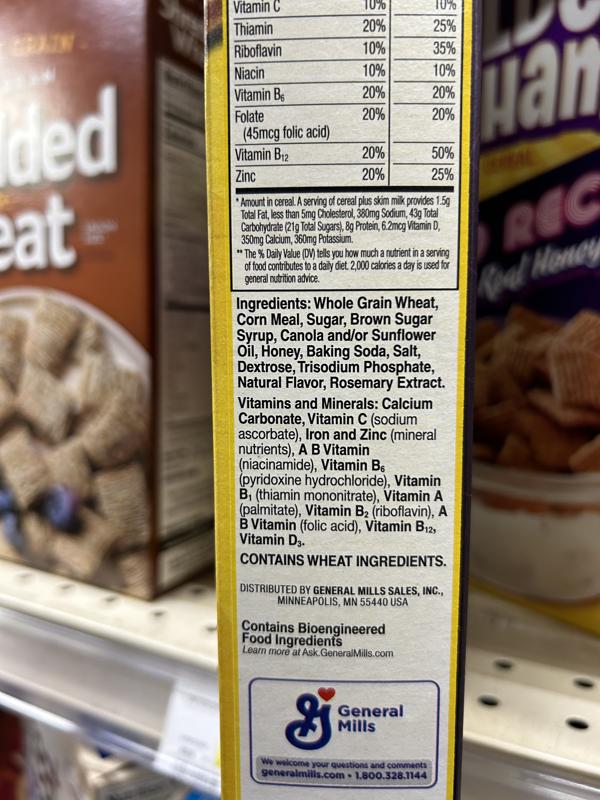 Vitamin C 10% 10%
Thiamin 20% 25%
Riboflavin 10% 35%
Niacin 10% 10%
Vitamin B6 20% 20%
Folate 20% 20%
(45mcg folic acid)
Vitamin B12 20% 50%
Zinc 20% 25%
* Amount in cereal. A serving of cereal plus skim milk provides 1.5g
Total Fat, less than 5mg Cholesterol, 380mg Sodium, 43g Total
Carbohydrate (21g Total Sugars), 8g Protein, 6.2mcg Vitamin D,
350mg Calcium, 360mg Potassium.
** The % Daily Value (DV) tells you how much a nutrient in a serving
of food contributes to a daily diet. 2,000 calories a day is used for
general nutrition advice.
Ingredients: Whole Grain Wheat,
Corn Meal, Sugar, Brown Sugar
Syrup, Canola and/or Sunflower
Oil, Honey, Baking Soda, Salt,
Dextrose, Trisodium Phosphate,
Natural Flavor, Rosemary Extract.
Vitamins and Minerals: Calcium
Carbonate, Vitamin C (sodium
ascorbate), Iron and Zinc (mineral
nutrients), A B Vitamin
(niacinamide), Vitamin B6
(pyridoxine hydrochloride), Vitamin
B1 (thiamin mononitrate), Vitamin A
(palmitate), Vitamin B2 (riboflavin), A
B Vitamin (folic acid), Vitamin B12,
Vitamin D3.
CONTAINS WHEAT INGREDIENTS.
DISTRIBUTED BY GENERAL MILLS SALES, INC.,
MINNEAPOLIS, MN 55440 USA
Contains Bioengineered
Food Ingredients
Learn more at Ask.GeneralMills.com
General
Mills
We welcome your questions and comments
generalmills.com • 1.800.328.1144
dded
eat
Ham
REC
Real Honey